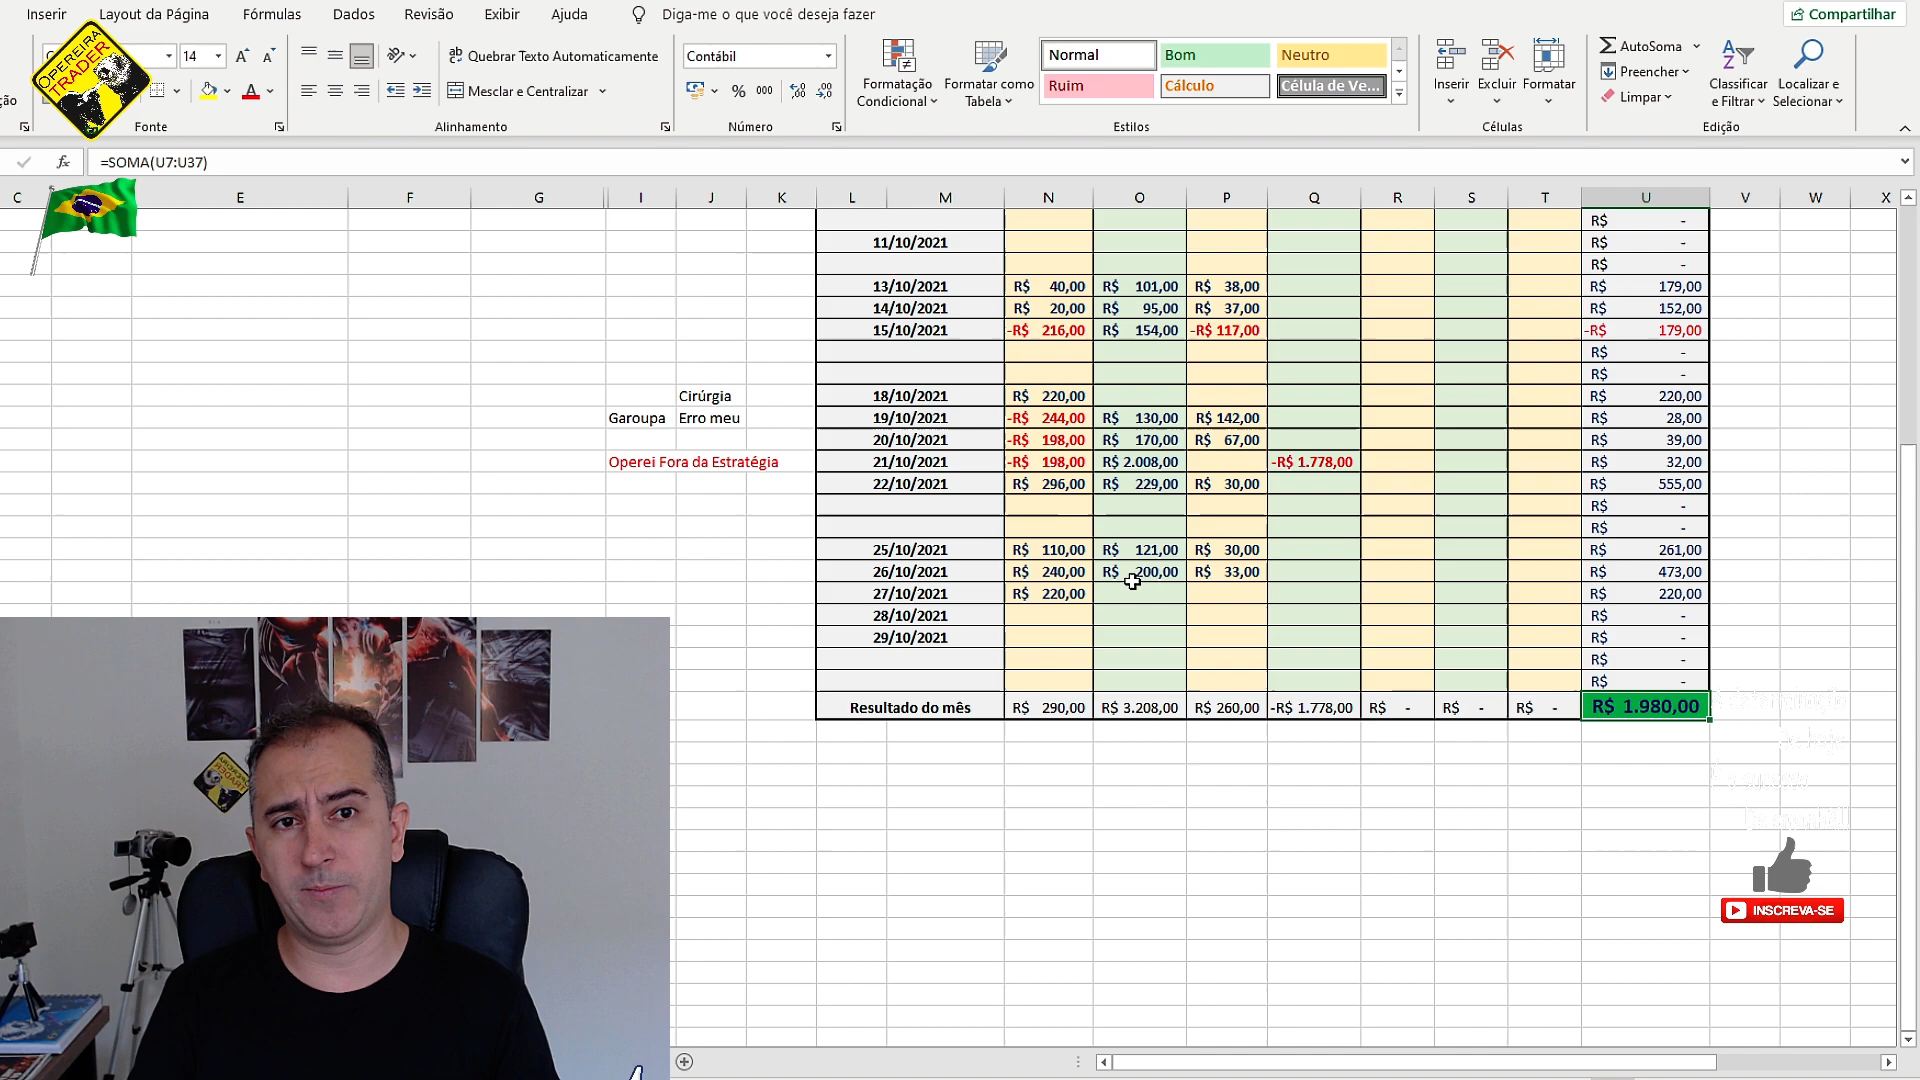 Inserir Layout da Página Fórmulas Dados Revisão Exibir Ajuda Diga-me o que você deseja fazer Compartilhar
OPEREIRA
TRADER
14 Quebrar Texto Automaticamente Contábil
Mesclar e Centralizar % 000
Formatação Condicional Formatar como Tabela
Normal Bom Neutro
Ruim Cálculo Célula de Ve...
Inserir Excluir Formatar
AutoSoma
Preencher
Limpar
Classificar e Filtrar Localizar e Selecionar
ção Fonte Alinhamento Número Estilos Células Edição
fx =SOMA(U7:U37)
C E F G I J K L M N O P Q R S T U V W X
R$ -
11/10/2021 R$ -
R$ -
13/10/2021 R$ 40,00 R$ 101,00 R$ 38,00 R$ 179,00
14/10/2021 R$ 20,00 R$ 95,00 R$ 37,00 R$ 152,00
15/10/2021 -R$ 216,00 R$ 154,00 -R$ 117,00 -R$ 179,00
R$ -
R$ -
Cirúrgia 18/10/2021 R$ 220,00 R$ 220,00
Garoupa Erro meu 19/10/2021 -R$ 244,00 R$ 130,00 R$ 142,00 R$ 28,00
20/10/2021 -R$ 198,00 R$ 170,00 R$ 67,00 R$ 39,00
Operei Fora da Estratégia 21/10/2021 -R$ 198,00 R$ 2.008,00 -R$ 1.778,00 R$ 32,00
22/10/2021 R$ 296,00 R$ 229,00 R$ 30,00 R$ 555,00
R$ -
R$ -
25/10/2021 R$ 110,00 R$ 121,00 R$ 30,00 R$ 261,00
26/10/2021 R$ 240,00 R$ 200,00 R$ 33,00 R$ 473,00
27/10/2021 R$ 220,00 R$ 220,00
28/10/2021 R$ -
29/10/2021 R$ -
R$ -
R$ -
Resultado do mês R$ 290,00 R$ 3.208,00 R$ 260,00 -R$ 1.778,00 R$ - R$ - R$ - R$ 1.980,00
INSCREVA-SE